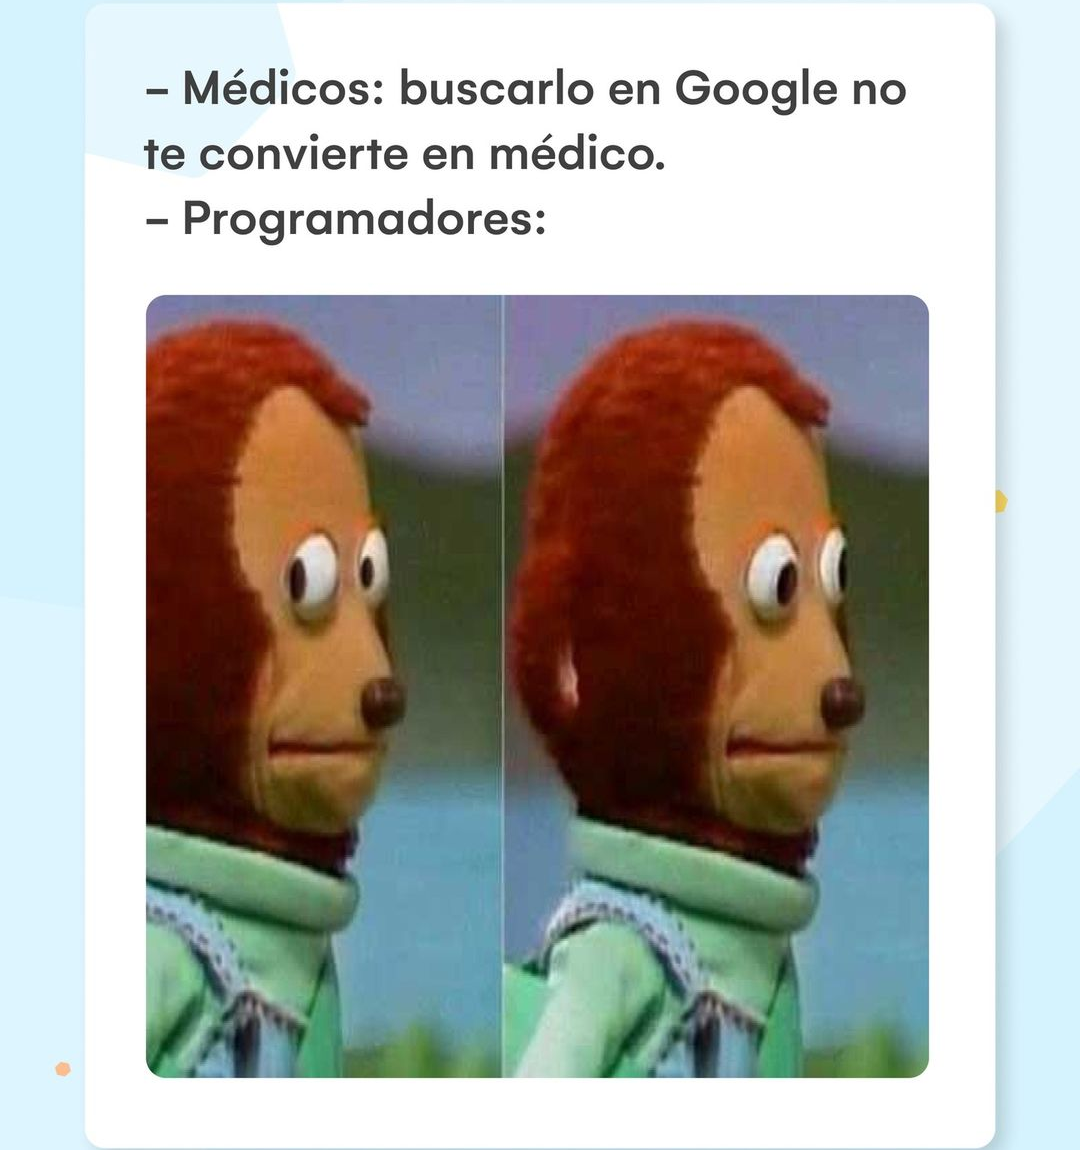 – Médicos: buscarlo en Google no
te convierte en médico.
– Programadores: